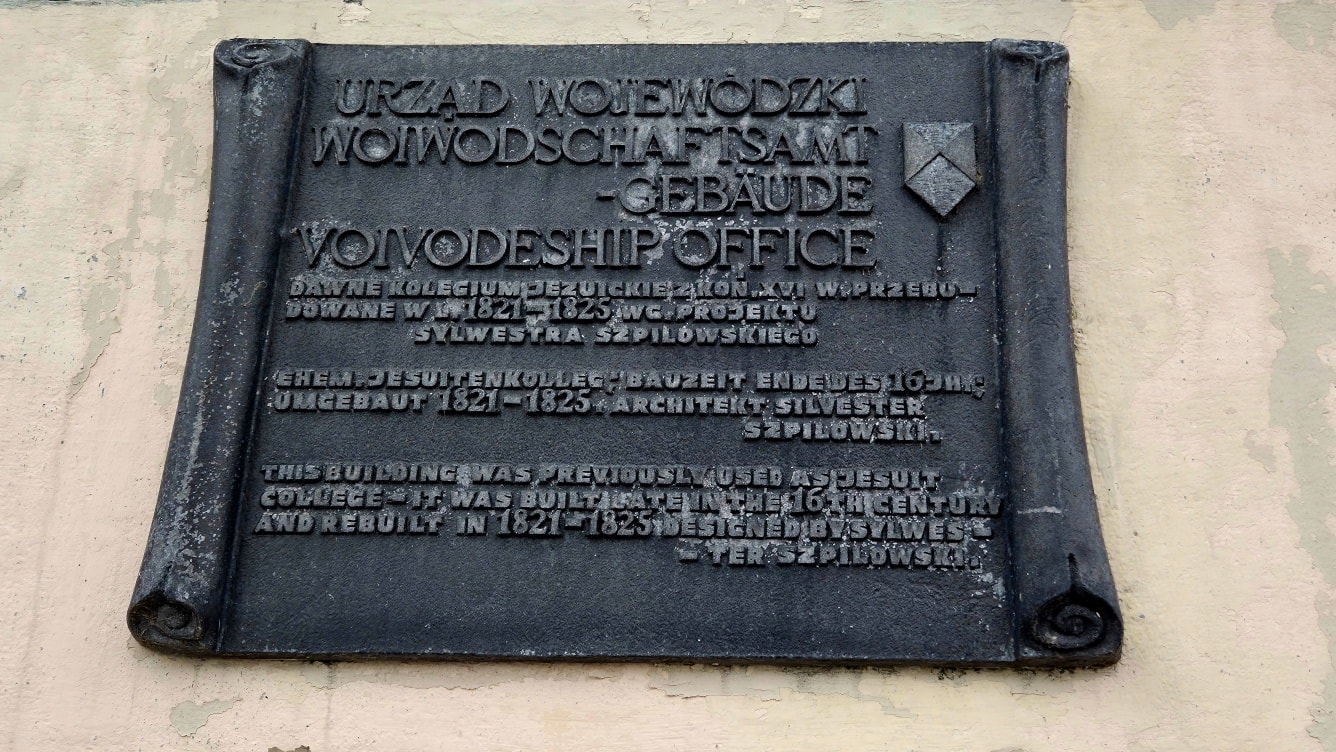 URZĄD WOJEWÓDZKI
WOIWODSCHAFTSAMT
-GEBÄUDE
VOIVODESHIP OFFICE
DAWNE KOLEGIUM JEZUICKIE Z KOŃ. XVI W. PRZEBU-
DOWANE W L. 1821-1825 WG. PROJEKTU
SYLWESTRA SZPILOWSKIEGO
EHEM. JESUITENKOLLEG, BAUZEIT ENDE DES 16 JH.,
UMGEBAUT 1821-1825. ARCHITEKT SILVESTER
SZPILOWSKI.
THIS BUILDING WAS PREVIOUSLY USED AS JESUIT
COLLEGE - IT WAS BUILT LATE IN THE 16TH CENTURY
AND REBUILT IN 1821-1825 DESIGNED BY SYLWES-
- TER SZPILOWSKI.